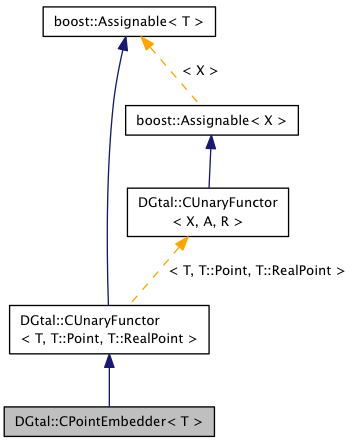 boost::Assignable< T >
< X >
boost::Assignable< X >
DGtal::CUnaryFunctor
< X, A, R >
< T, T::Point, T::RealPoint >
DGtal::CUnaryFunctor
< T, T::Point, T::RealPoint >
DGtal::CPointEmbedder< T >